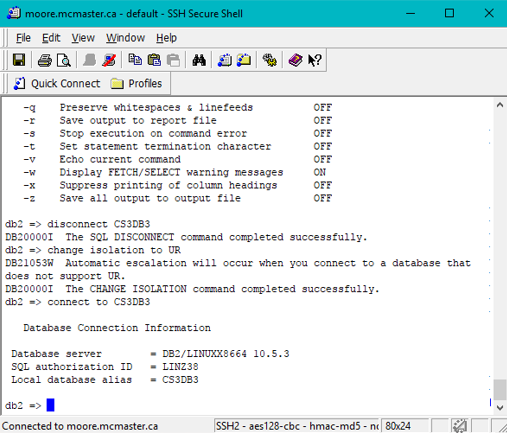 moore.mcmaster.ca - default - SSH Secure Shell
File Edit View Window Help
Quick Connect Profiles
-q Preserve whitespaces & linefeeds OFF
-r Save output to report file OFF
-s Stop execution on command error OFF
-t Set statement termination character OFF
-v Echo current command OFF
-w Display FETCH/SELECT warning messages ON
-x Suppress printing of column headings OFF
-z Save all output to output file OFF
db2 => disconnect CS3DB3
DB20000I The SQL DISCONNECT command completed successfully.
db2 => change isolation to UR
DB21053W Automatic escalation will occur when you connect to a database that
does not support UR.
DB20000I The CHANGE ISOLATION command completed successfully.
db2 => connect to CS3DB3
Database Connection Information
Database server = DB2/LINUXX8664 10.5.3
SQL authorization ID = LINZ38
Local database alias = CS3DB3
db2 =>
Connected to moore.mcmaster.ca SSH2 - aes128-cbc - hmac-md5 - nc 80x24